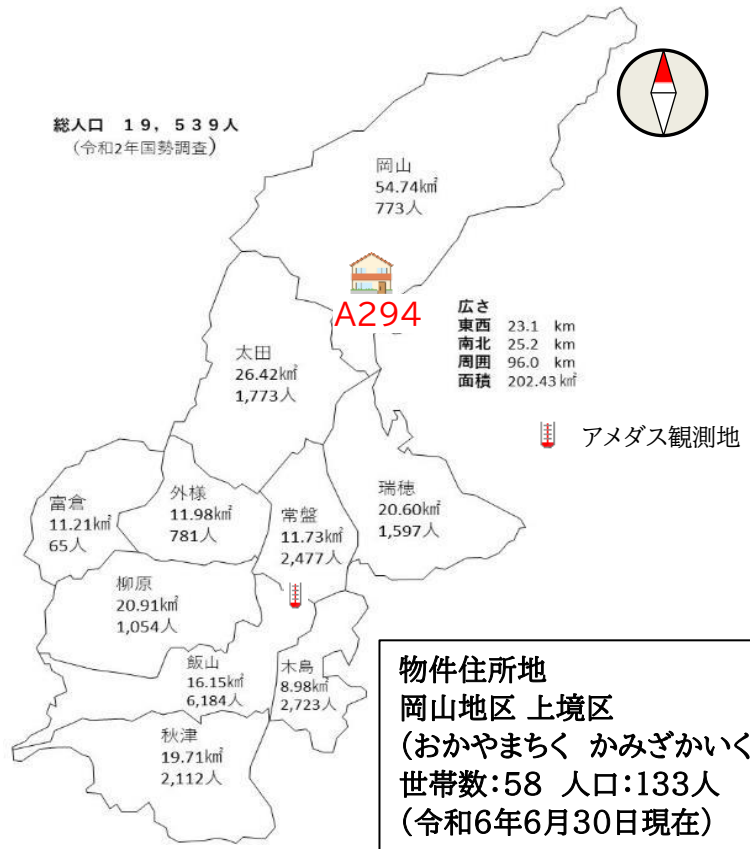 総人口 19,539人
(令和2年国勢調査)
岡山
54.74㎢
773人
A294
広さ
東西 23.1 km
南北 25.2 km
周囲 96.0 km
面積 202.43㎢
太田
26.42㎢
1,773人
アメダス観測地
瑞穂
20.60㎢
1,597人
外様
11.98㎢
781人
常盤
11.73㎢
2,477人
富倉
11.21㎢
65人
柳原
20.91㎢
1,054人
飯山
16.15㎢
6,184人
木島
8.98㎢
2,723人
秋津
19.71㎢
2,112人
物件住所地
岡山地区 上境区
(おかやまちく かみざかいく
世帯数:58 人口:133人
(令和6年6月30日現在)